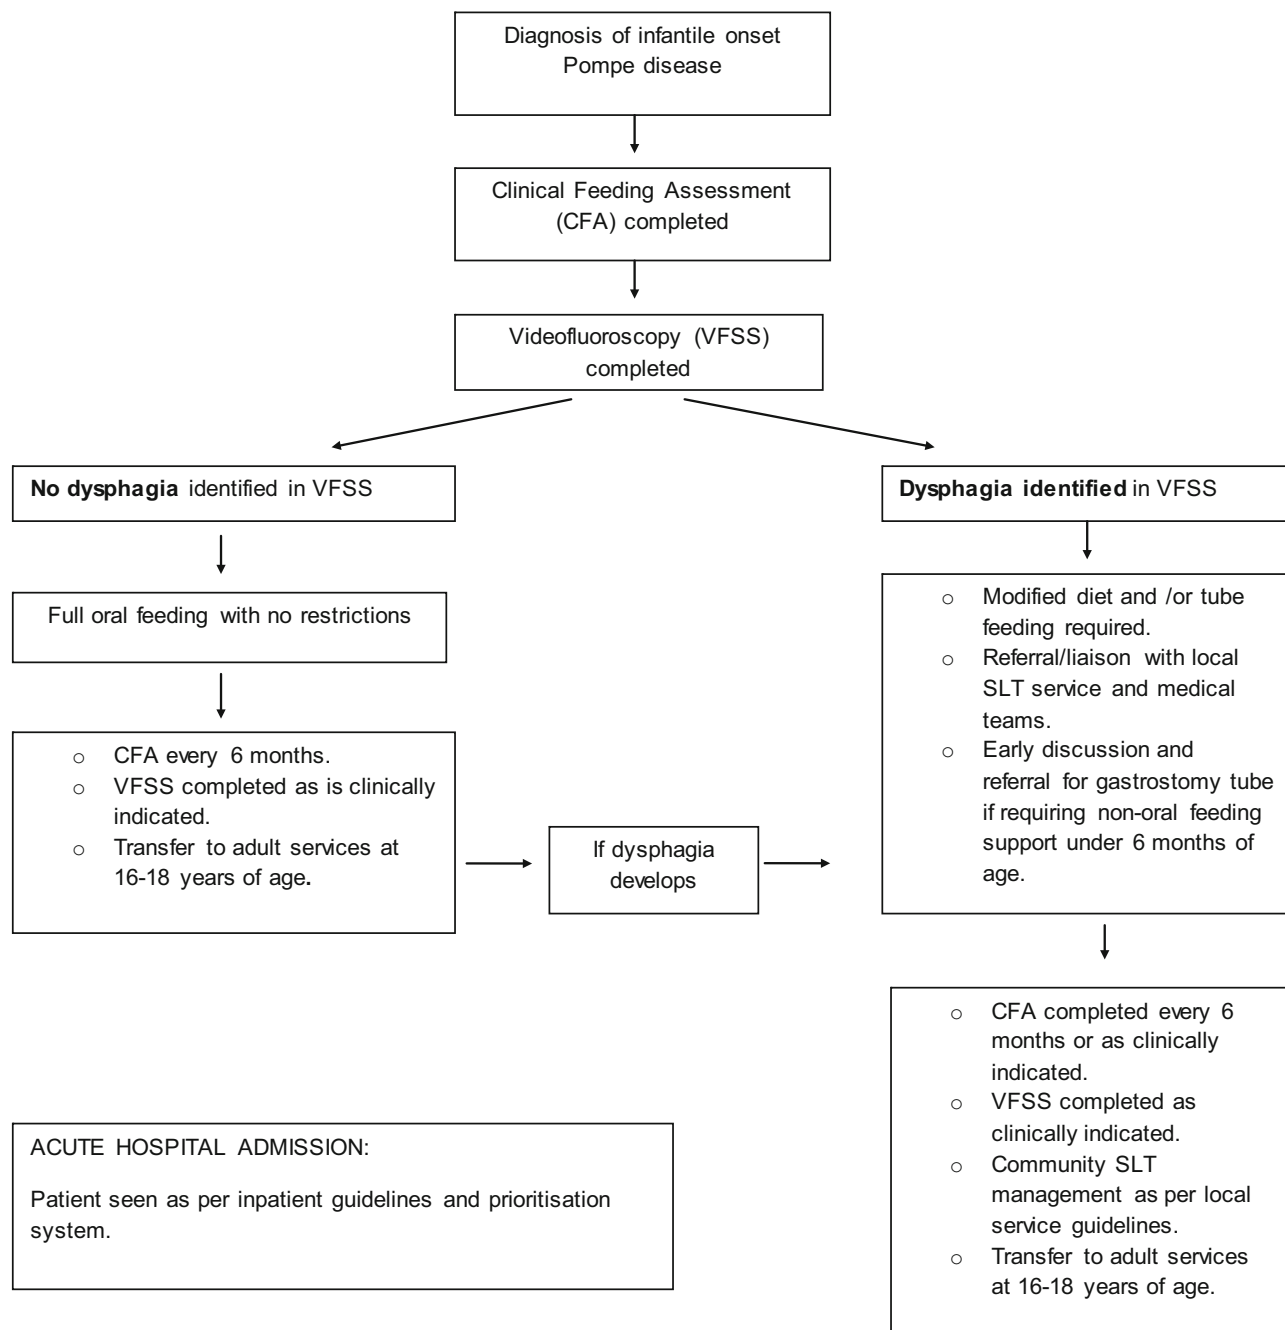 Diagnosis of infantile onset
Pompe disease
Clinical Feeding Assessment
(CFA) completed
Videofluoroscopy (VFSS)
completed
No dysphagia identified in VFSS
Dysphagia identified in VFSS
Full oral feeding with no restrictions
o Modified diet and /or tube
feeding required.
o Referral/liaison with local
SLT service and medical
teams.
o Early discussion and
referral for gastrostomy tube
if requiring non-oral feeding
support under 6 months of
age.
o CFA every 6 months.
o VFSS completed as is clinically
indicated.
o Transfer to adult services at
16-18 years of age.
If dysphagia
develops
o CFA completed every 6
months or as clinically
indicated.
o VFSS completed as
clinically indicated.
o Community SLT
management as per local
service guidelines.
o Transfer to adult services
at 16-18 years of age.
ACUTE HOSPITAL ADMISSION:
Patient seen as per inpatient guidelines and prioritisation
system.